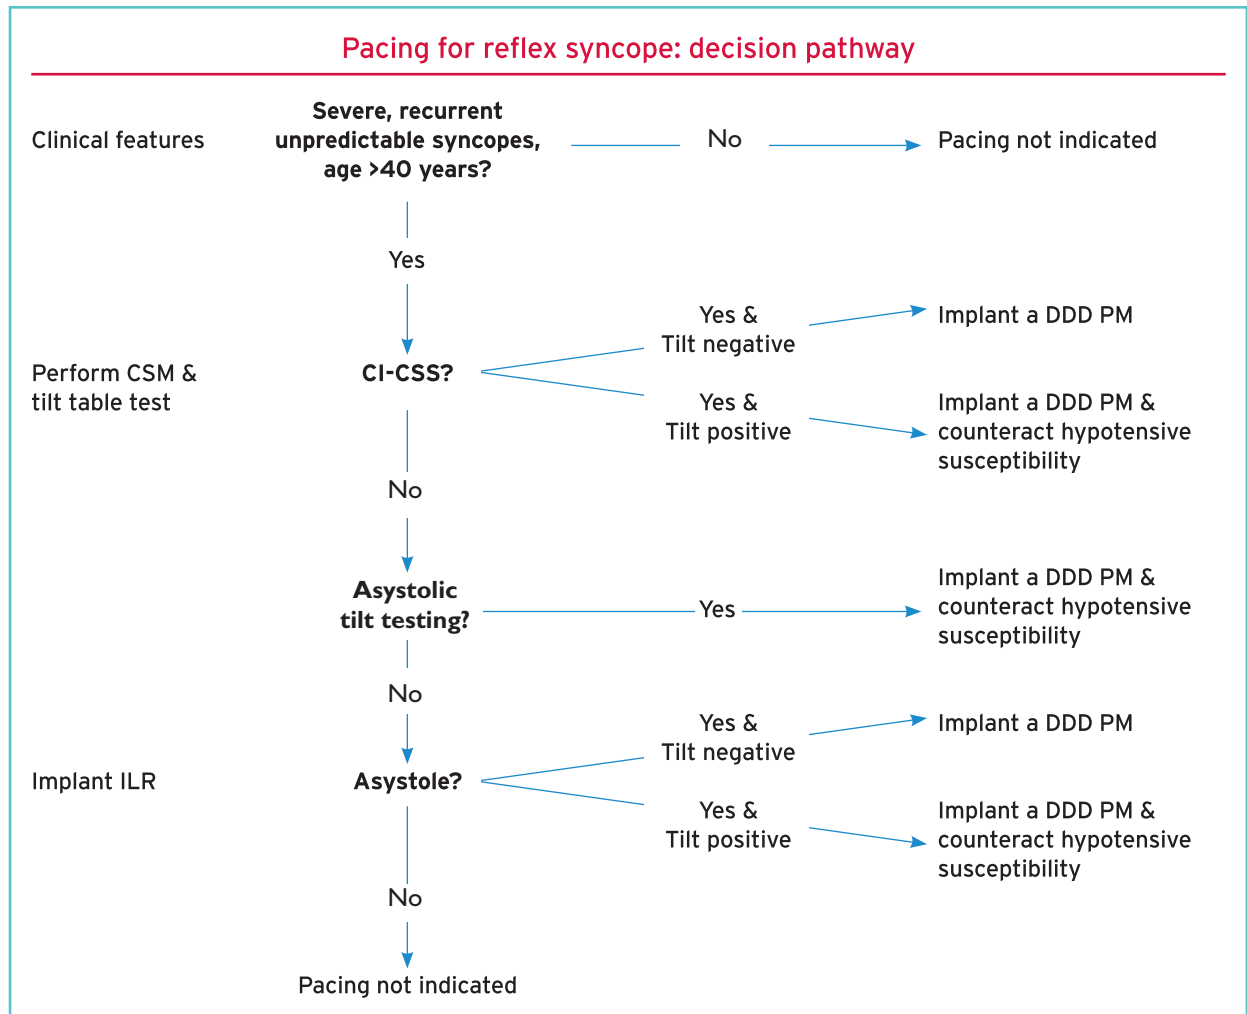 Pacing for reflex syncope: decision pathway
Clinical features
Severe, recurrent
unpredictable syncopes,
age >40 years?
No
Pacing not indicated
Yes
Perform CSM &
tilt table test
CI-CSS?
Yes &
Tilt negative
Implant a DDD PM
Yes &
Tilt positive
Implant a DDD PM &
counteract hypotensive
susceptibility
No
Asystolic
tilt testing?
Yes
Implant a DDD PM &
counteract hypotensive
susceptibility
No
Implant ILR
Asystole?
Yes &
Tilt negative
Implant a DDD PM
Yes &
Tilt positive
Implant a DDD PM &
counteract hypotensive
susceptibility
No
Pacing not indicated